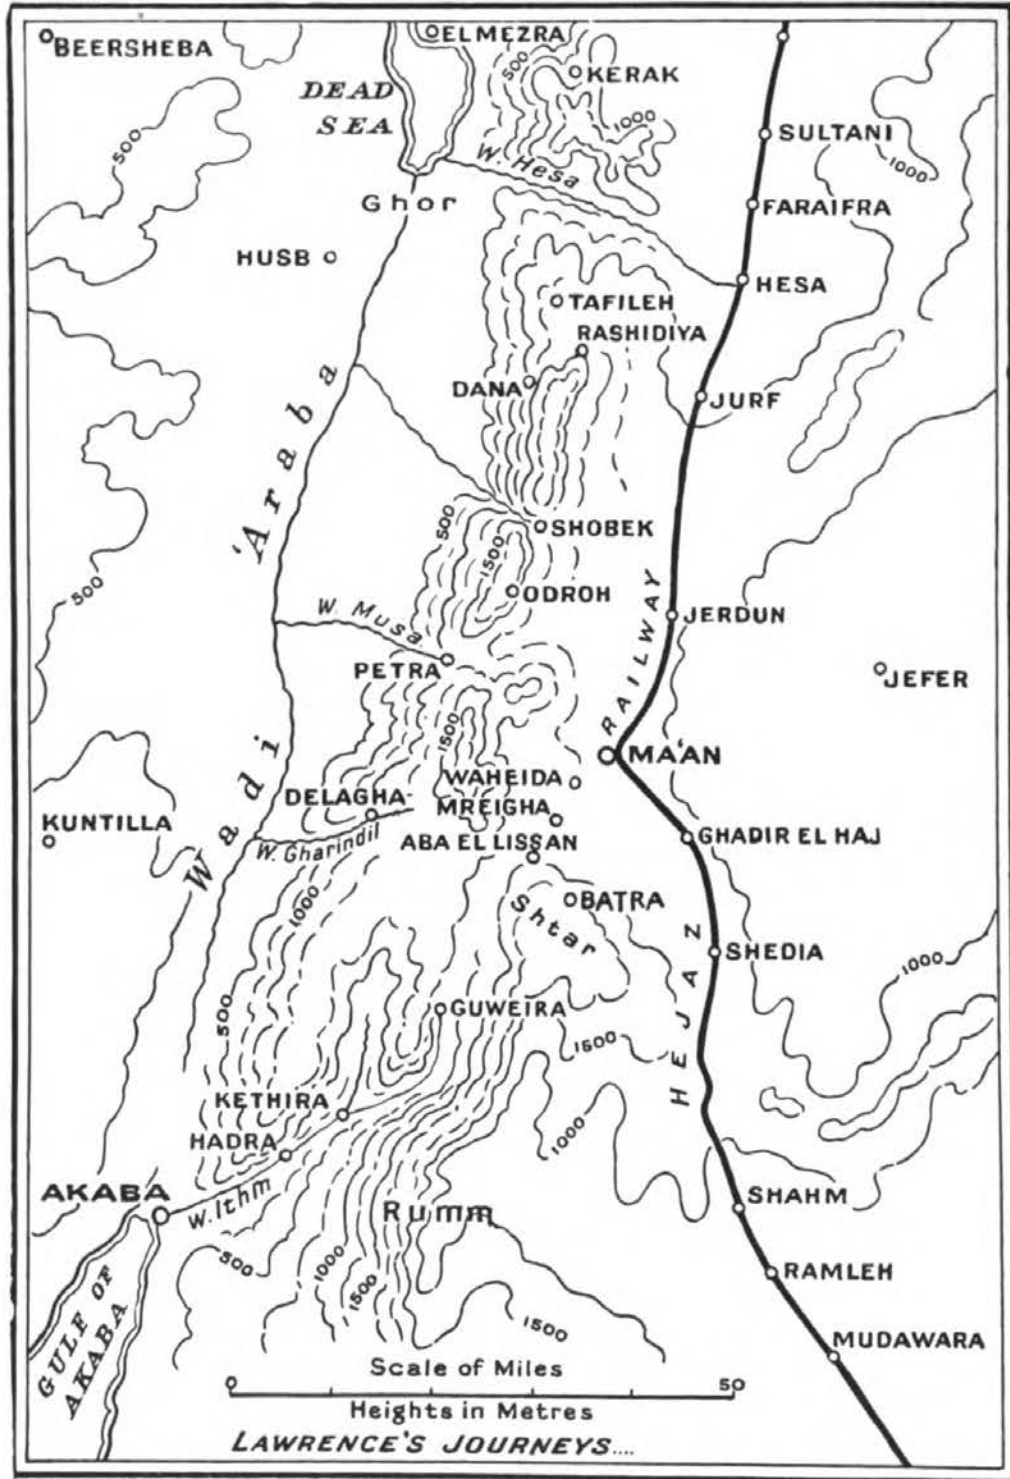 BEERSHEBA
EL MEZRA
500
KERAK
DEAD
SEA
1000
SULTANI
500
1000
W. Hesa
Ghor
FARAIFRA
HUSB
HESA
TAFILEH
RASHIDIYA
DANA
JURF
Wadi 'Araba
500
SHOBEK
1500
ODROH
500
W. Musa
JERDUN
PETRA
JEFER
HEJAZ RAILWAY
MA'AN
1500
WAHEIDA
DELAGHA
MREIGHA
KUNTILLA
GHADIR EL HAJ
W. Gharindil
ABA EL LISSAN
BATRA
Shtar
1000
SHEDIA
1000
500
GUWEIRA
1500
KETHIRA
1000
HADRA
AKABA
W. Ithm
Rumm
SHAHM
500
1000
1500
RAMLEH
1500
GULF OF
AKABA
MUDAWARA
Scale of Miles
0 50
Heights in Metres
LAWRENCE'S JOURNEYS....